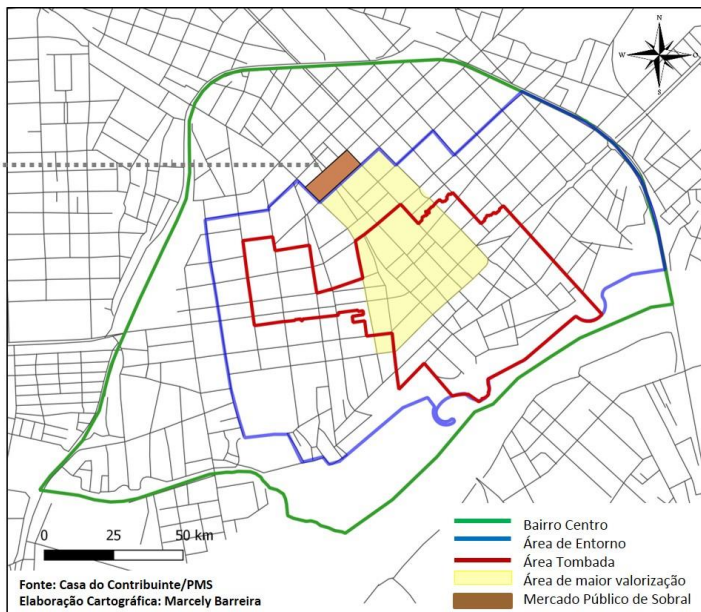 N
W
O
S
0 25 50 km
Fonte: Casa do Contribuinte/PMS
Elaboração Cartográfica: Marcely Barreira
Bairro Centro
Área de Entorno
Área Tombada
Área de maior valorização
Mercado Público de Sobral